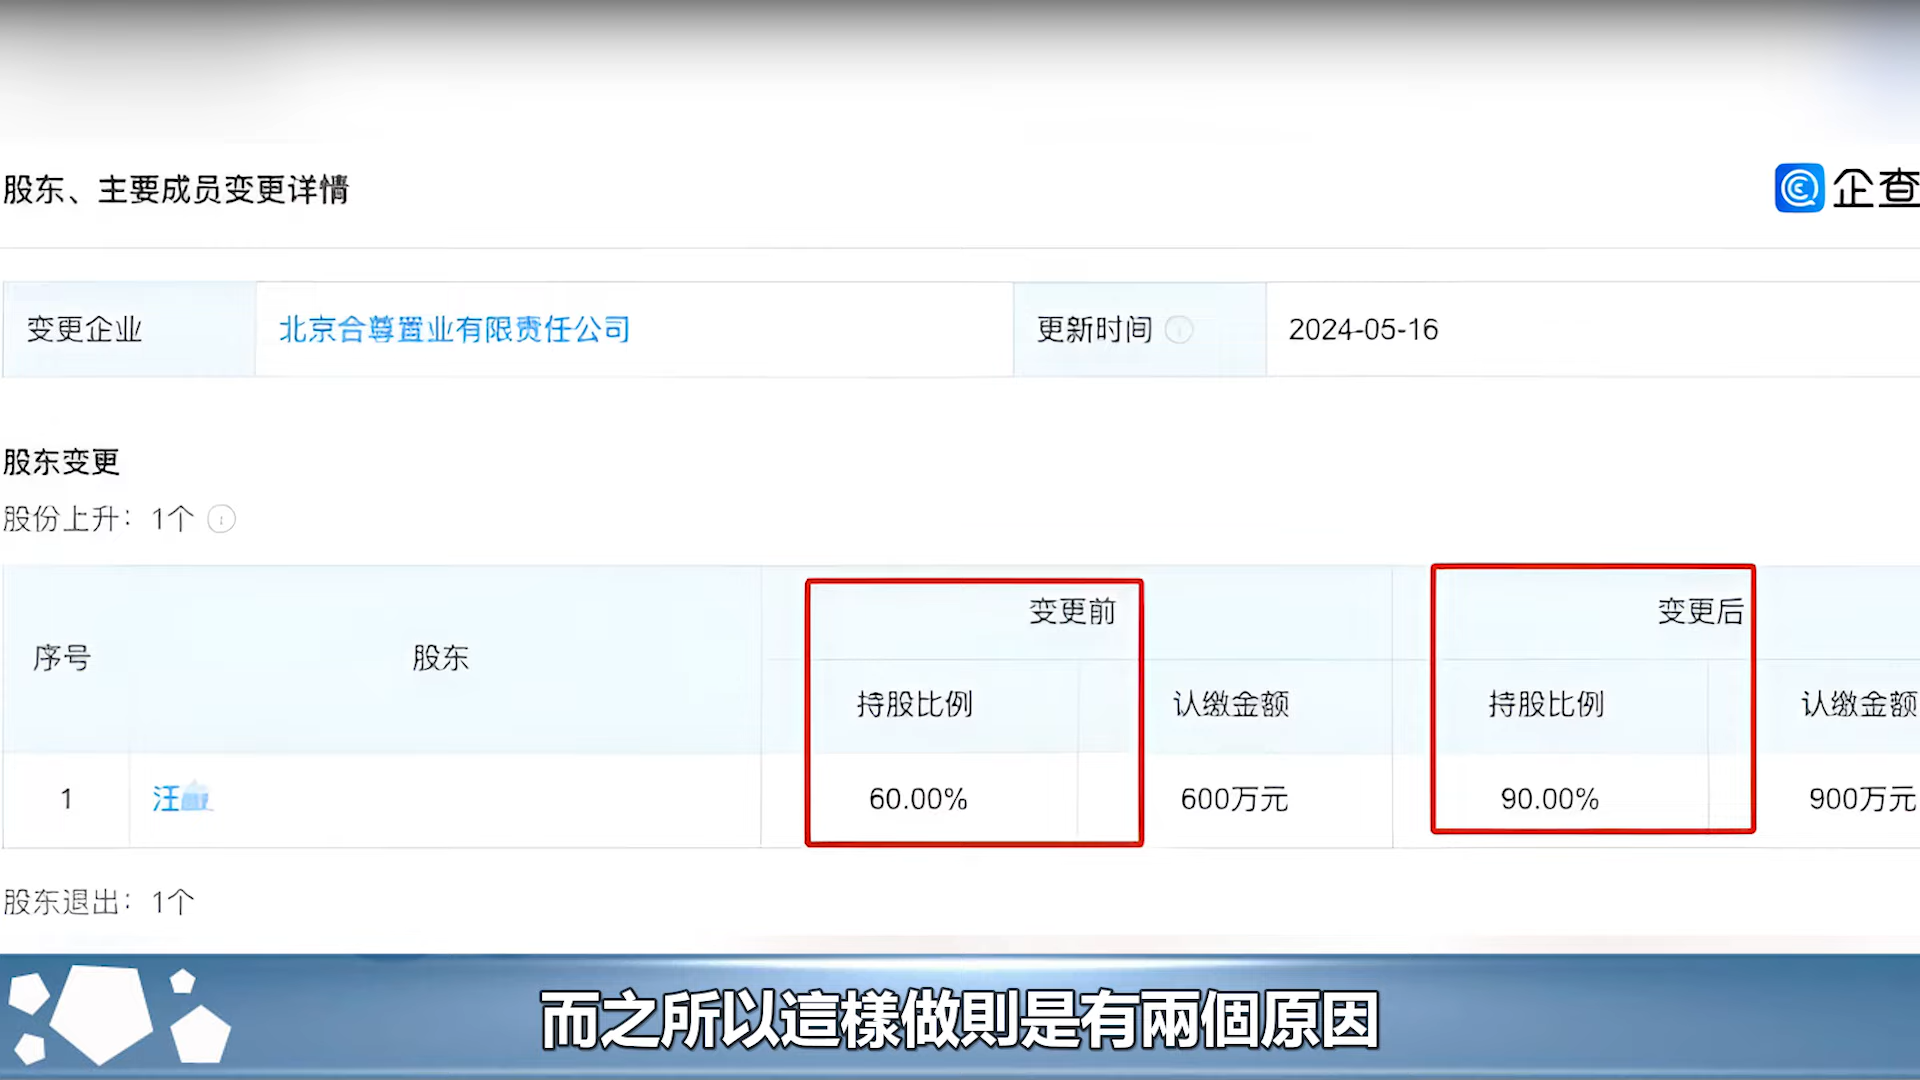 股东、主要成员变更详情
企查
变更企业 北京合尊置业有限责任公司 更新时间 2024-05-16
股东变更
股份上升：1个
序号 股东 变更前 变更后
持股比例 认缴金额 持股比例 认缴金额
1 汪 60.00% 600万元 90.00% 900万元
股东退出：1个
而之所以這樣做則是有兩個原因